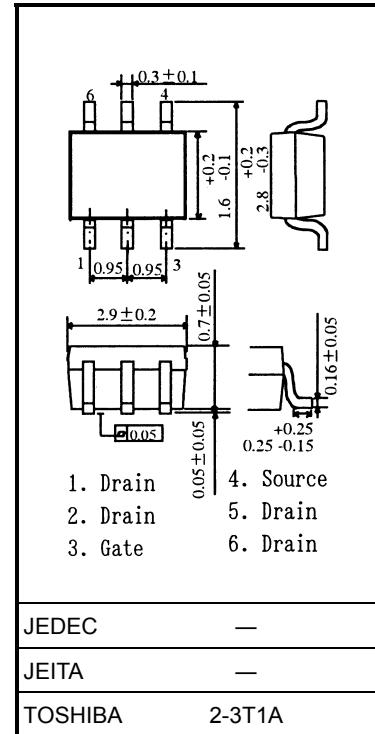 0.3±0.1
6 4
+0.2
1.6 -0.1
+0.2
2.8 -0.3
1 0.95 0.95 3
2.9±0.2
0.7±0.05
0.16±0.05
0.05
0.05±0.05
+0.25
0.25 -0.15
1. Drain
2. Drain
3. Gate
4. Source
5. Drain
6. Drain
JEDEC —
JEITA —
TOSHIBA 2-3T1A